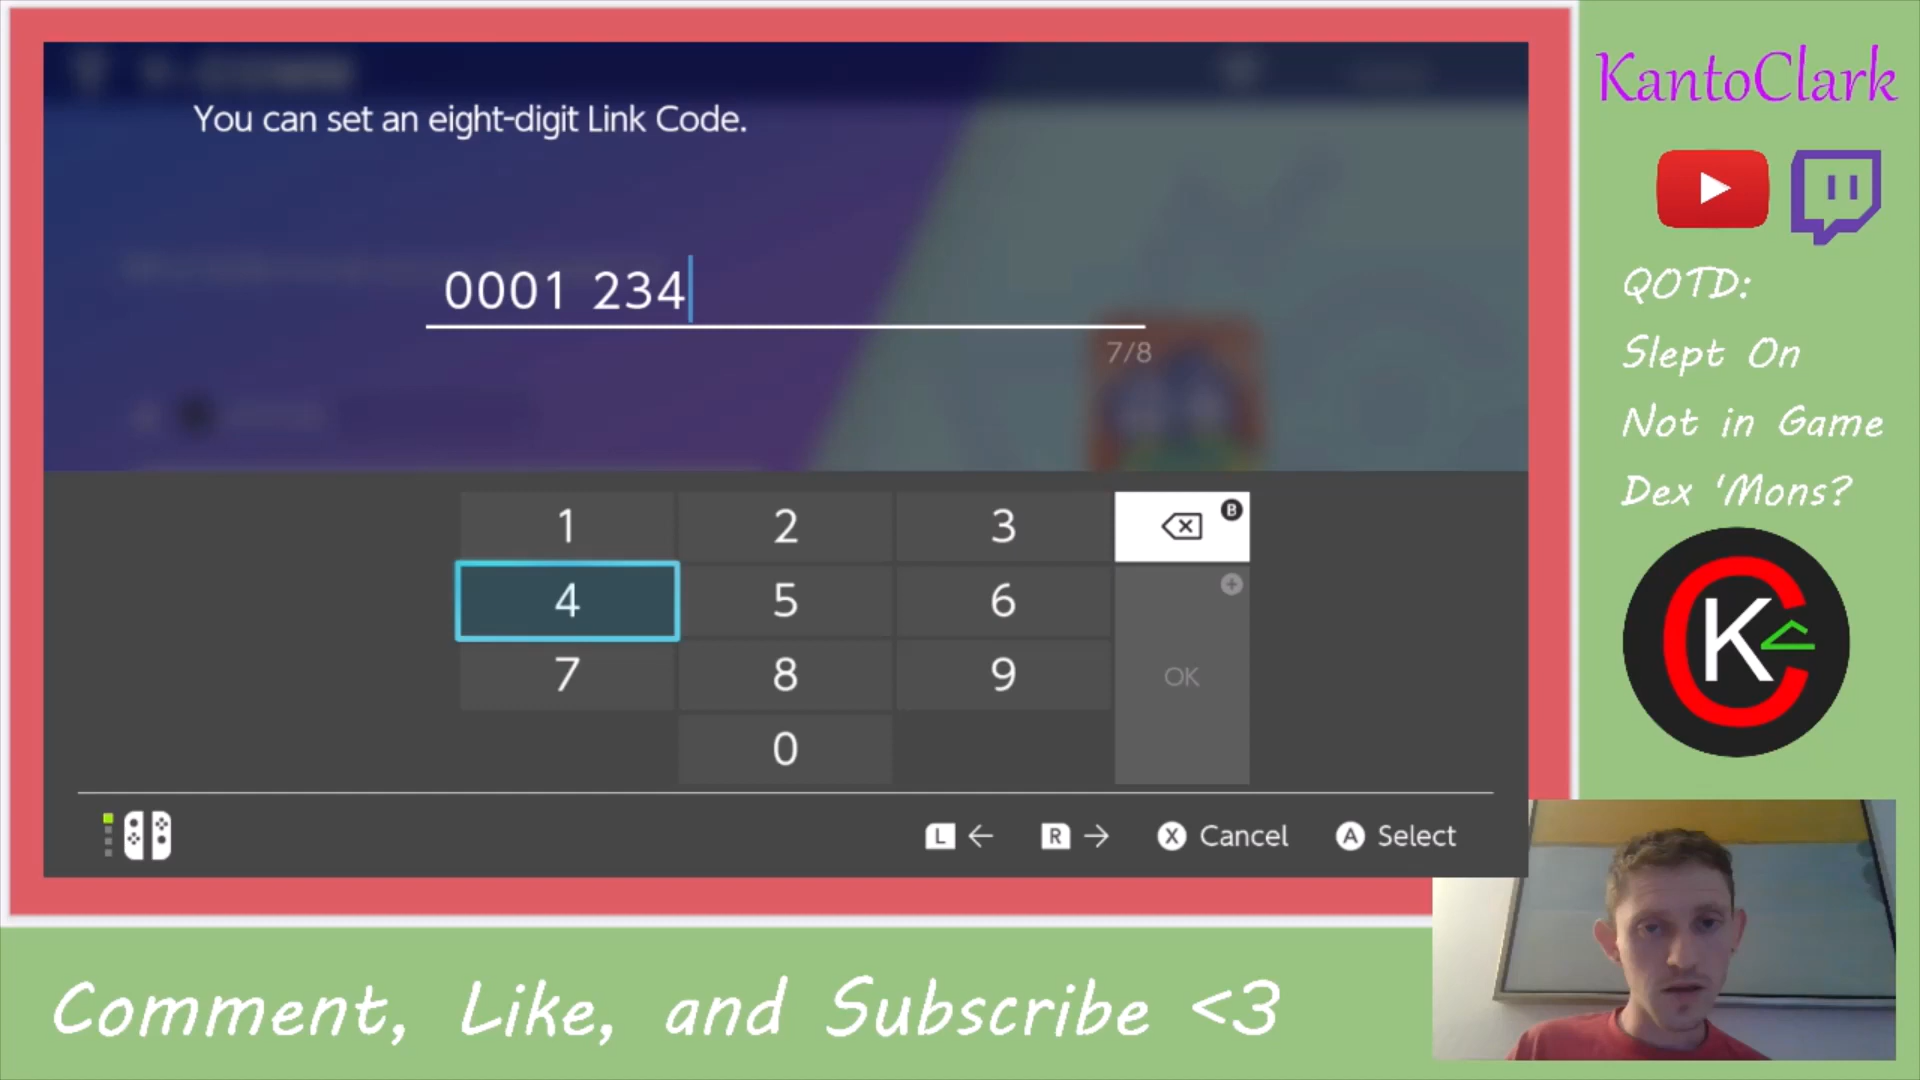 You can set an eight-digit Link Code.
0001 234
7/8
1 2 3 B
4 5 6 +
7 8 9 OK
0
L ← R → X Cancel A Select
KantoClark
QOTD:
Slept On
Not in Game
Dex 'Mons?
CK
Comment, Like, and Subscribe <3